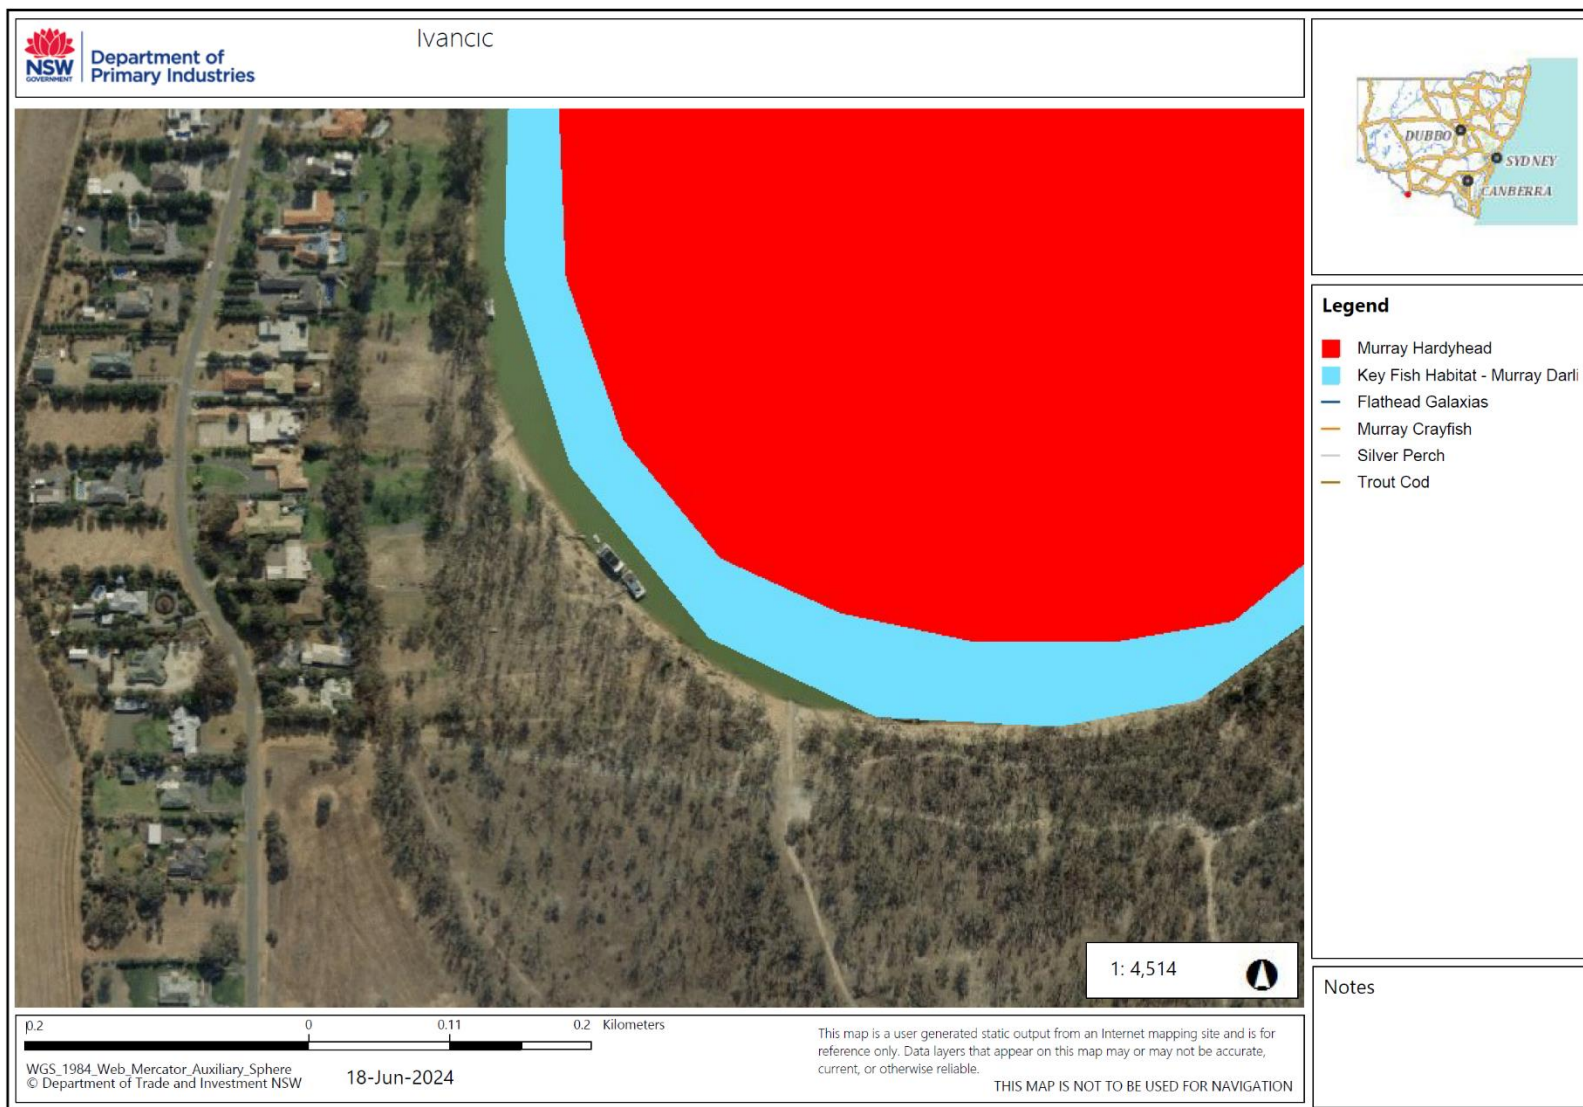 Ivancic
NSW
GOVERNMENT
Department of
Primary Industries
DUBBO
SYDNEY
CANBERRA
Legend
Murray Hardyhead
Key Fish Habitat - Murray Darli
Flathead Galaxias
Murray Crayfish
Silver Perch
Trout Cod
1: 4,514
Notes
0.2 0 0.11 0.2 Kilometers
WGS_1984_Web_Mercator_Auxiliary_Sphere
© Department of Trade and Investment NSW
18-Jun-2024
This map is a user generated static output from an Internet mapping site and is for
reference only. Data layers that appear on this map may or may not be accurate,
current, or otherwise reliable.
THIS MAP IS NOT TO BE USED FOR NAVIGATION